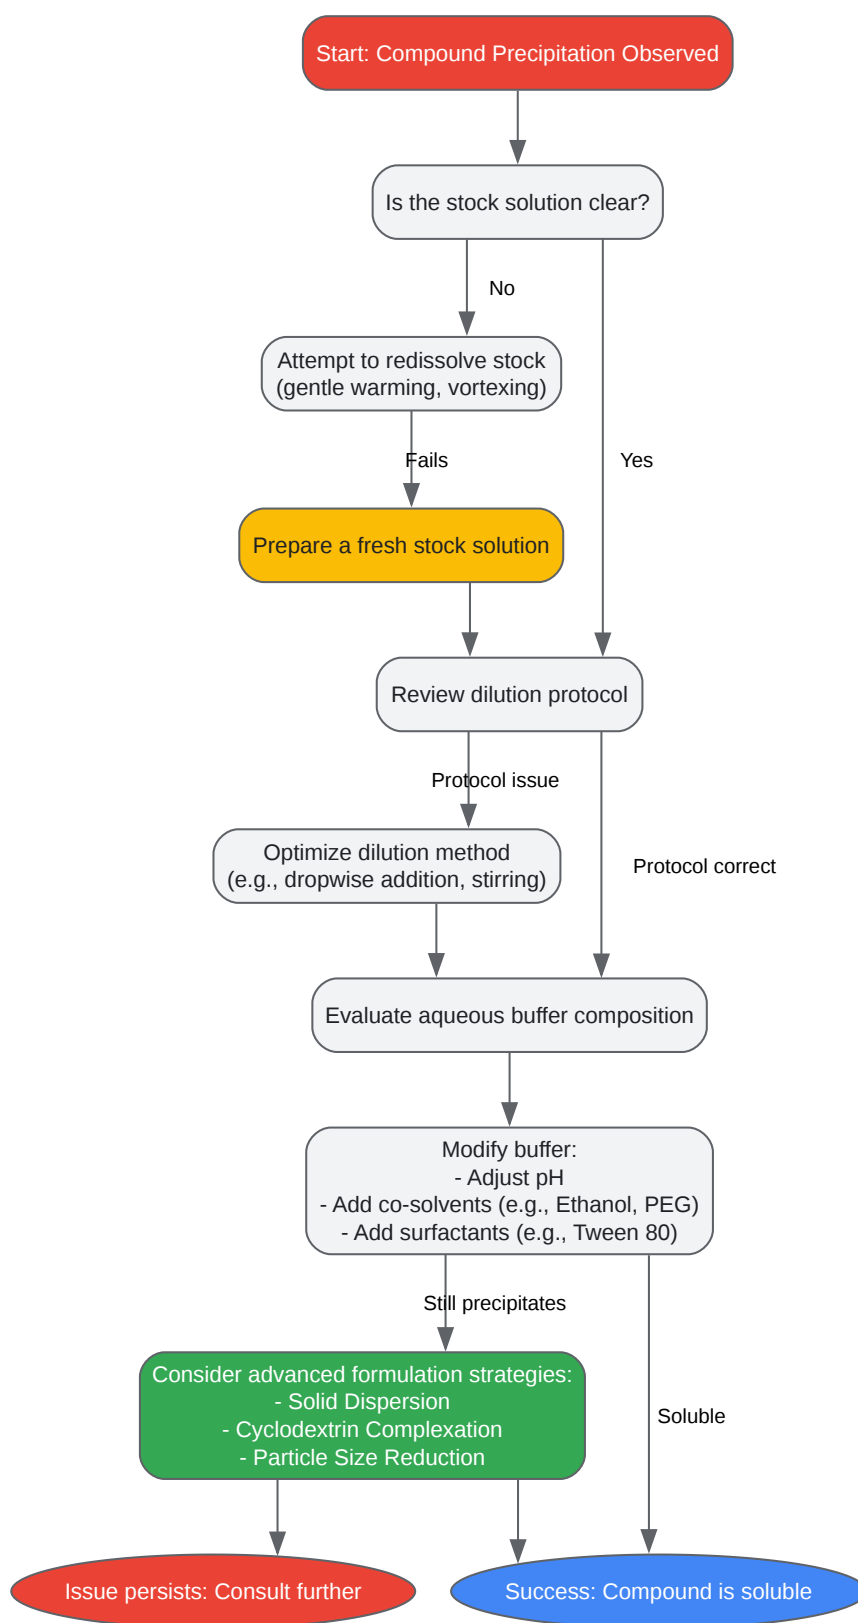 Start: Compound Precipitation Observed
Is the stock solution clear?
No
Attempt to redissolve stock
(gentle warming, vortexing)
Fails
Yes
Prepare a fresh stock solution
Review dilution protocol
Protocol issue
Optimize dilution method
(e.g., dropwise addition, stirring)
Protocol correct
Evaluate aqueous buffer composition
Modify buffer:
- Adjust pH
- Add co-solvents (e.g., Ethanol, PEG)
- Add surfactants (e.g., Tween 80)
Still precipitates
Consider advanced formulation strategies:
- Solid Dispersion
- Cyclodextrin Complexation
- Particle Size Reduction
Soluble
Issue persists: Consult further
Success: Compound is soluble